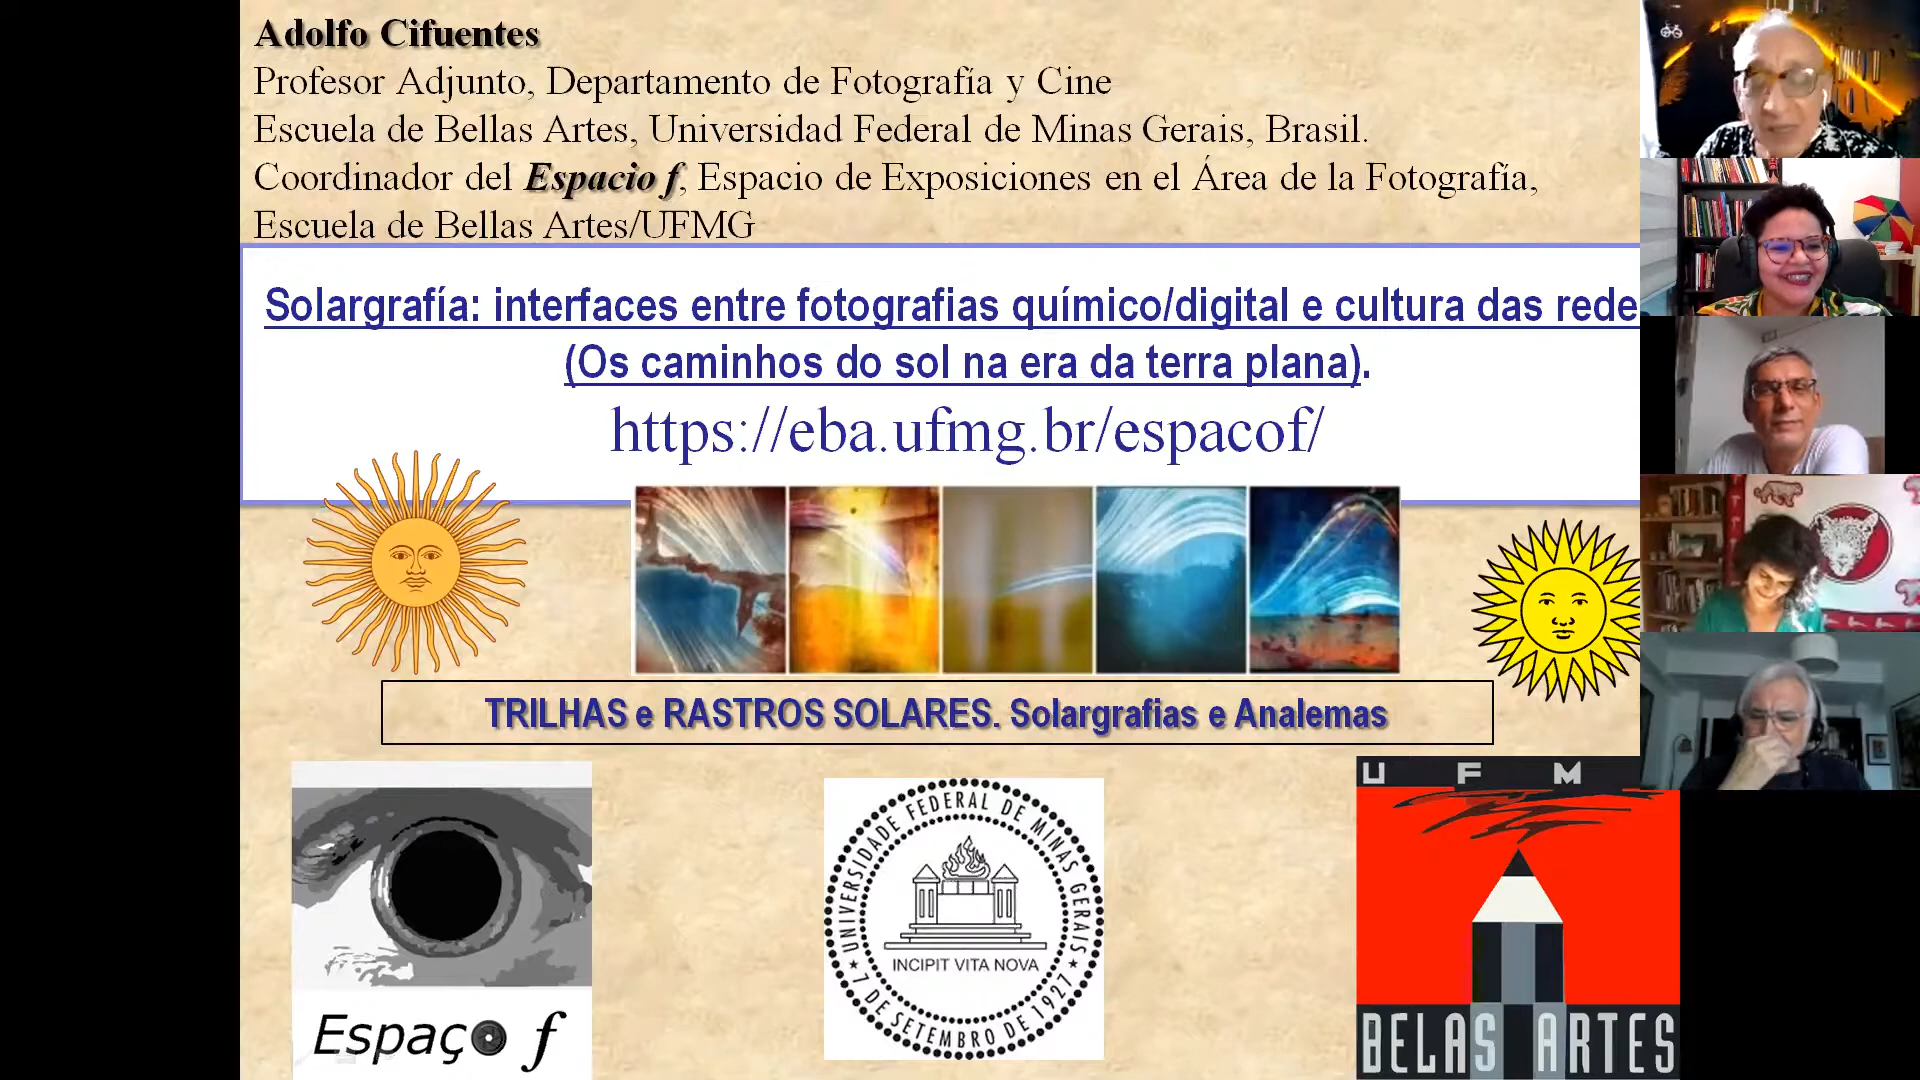 Adolfo Cifuentes
Profesor Adjunto, Departamento de Fotografía y Cine
Escuela de Bellas Artes, Universidad Federal de Minas Gerais, Brasil.
Coordinador del Espacio f, Espacio de Exposiciones en el Área de la Fotografía,
Escuela de Bellas Artes/UFMG
Solargrafía: interfaces entre fotografias químico/digital e cultura das rede
(Os caminhos do sol na era da terra plana).
https://eba.ufmg.br/espacof/
TRILHAS e RASTROS SOLARES. Solargrafias e Analemas
Espaço f
UNIVERSIDADE FEDERAL DE MINAS GERAIS
INCIPIT VITA NOVA
★ 7 DE SETEMBRO DE 1927 ★
U F M
BELAS ARTES